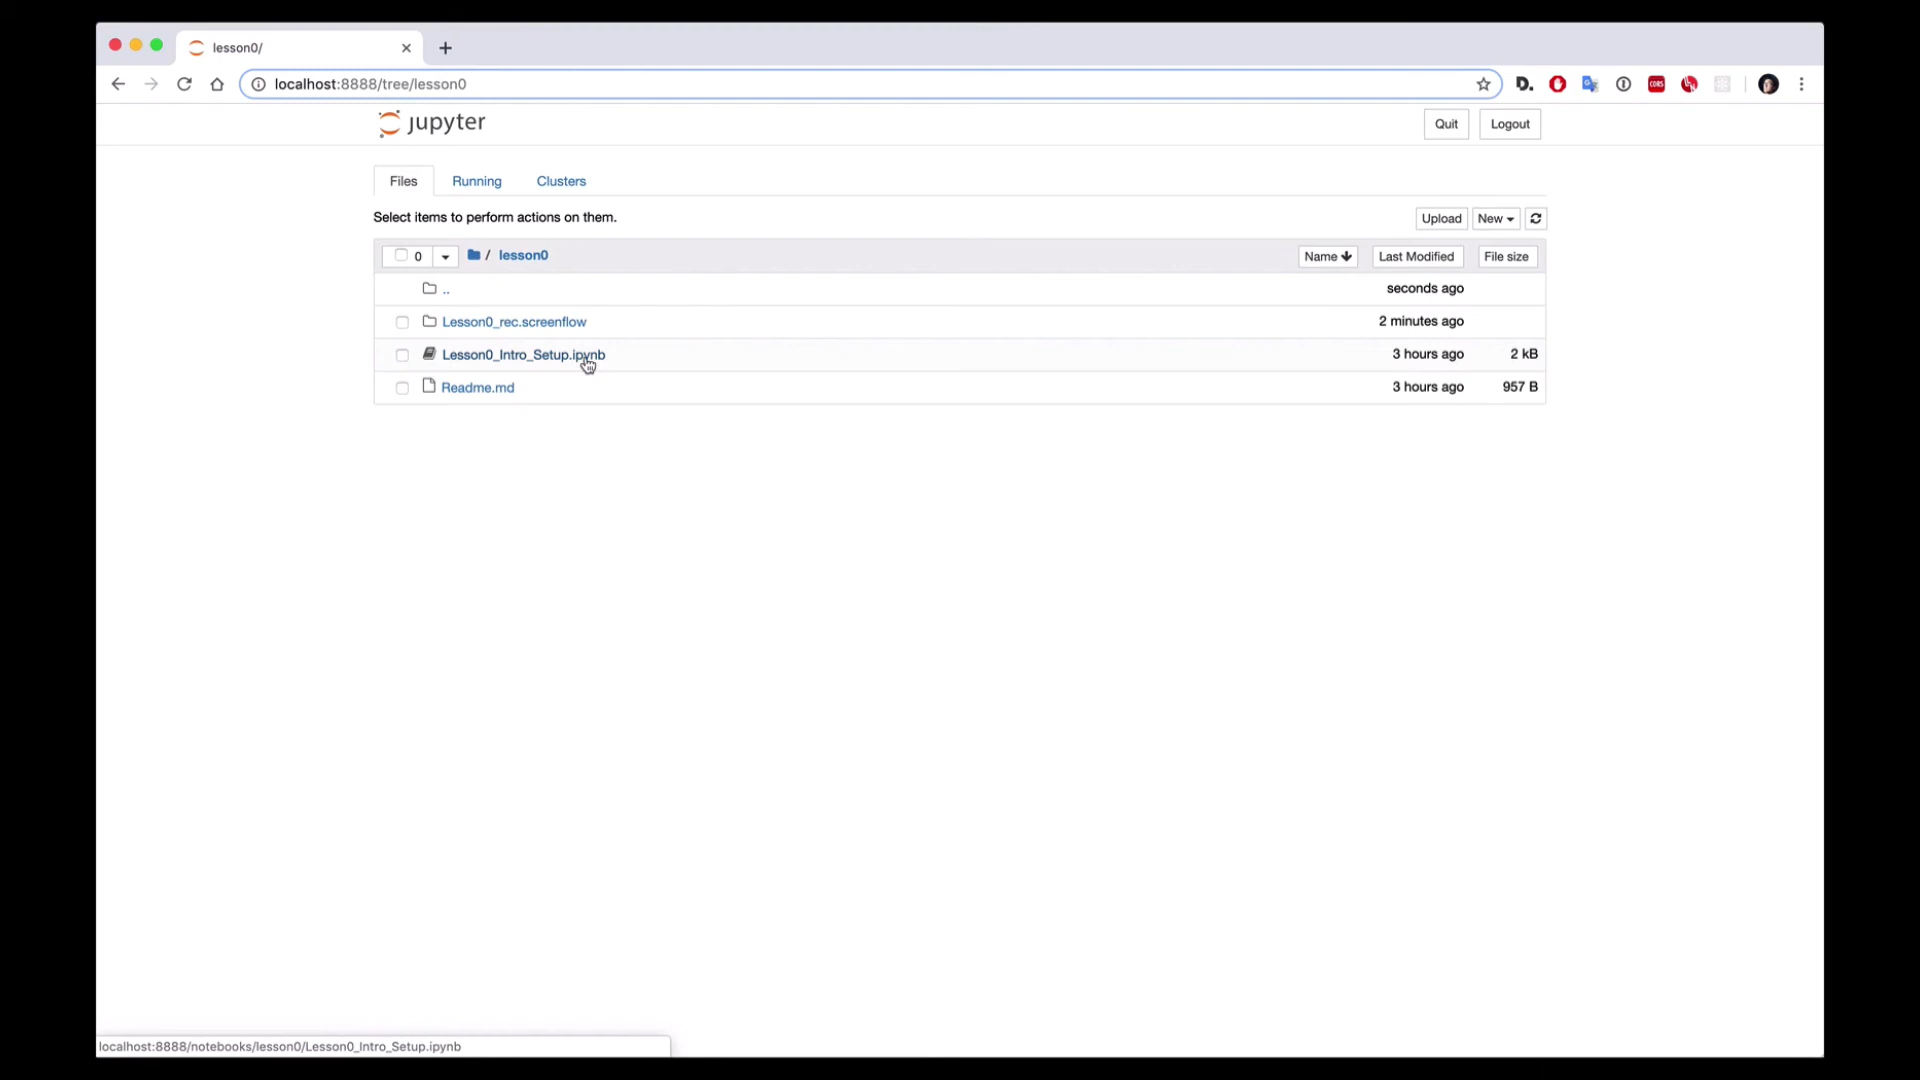 lesson0/
localhost:8888/tree/lesson0
D.
CORS
jupyter
Quit Logout
Files Running Clusters
Select items to perform actions on them.
Upload New
0 / lesson0 Name Last Modified File size
.. seconds ago
Lesson0_rec.screenflow 2 minutes ago
Lesson0_Intro_Setup.ipynb 3 hours ago 2 kB
Readme.md 3 hours ago 957 B
localhost:8888/notebooks/lesson0/Lesson0_Intro_Setup.ipynb